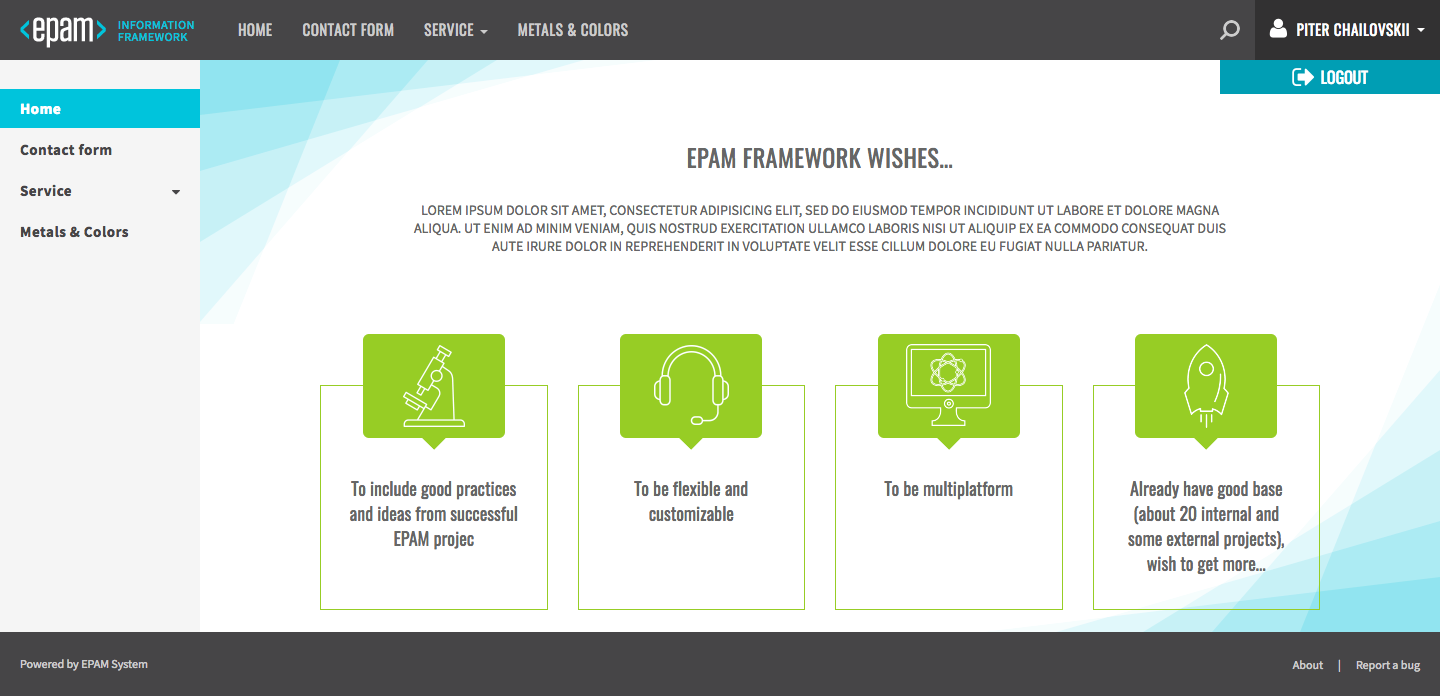 <epam> INFORMATION
FRAMEWORK
HOME CONTACT FORM SERVICE METALS & COLORS
PITER CHAILOVSKII
LOGOUT
Home
Contact form
Service
Metals & Colors
EPAM FRAMEWORK WISHES…
LOREM IPSUM DOLOR SIT AMET, CONSECTETUR ADIPISICING ELIT, SED DO EIUSMOD TEMPOR INCIDIDUNT UT LABORE ET DOLORE MAGNA
ALIQUA. UT ENIM AD MINIM VENIAM, QUIS NOSTRUD EXERCITATION ULLAMCO LABORIS NISI UT ALIQUIP EX EA COMMODO CONSEQUAT DUIS
AUTE IRURE DOLOR IN REPREHENDERIT IN VOLUPTATE VELIT ESSE CILLUM DOLORE EU FUGIAT NULLA PARIATUR.
To include good practices
and ideas from successful
EPAM projec
To be flexible and
customizable
To be multiplatform
Already have good base
(about 20 internal and
some external projects),
wish to get more…
Powered by EPAM System
About | Report a bug